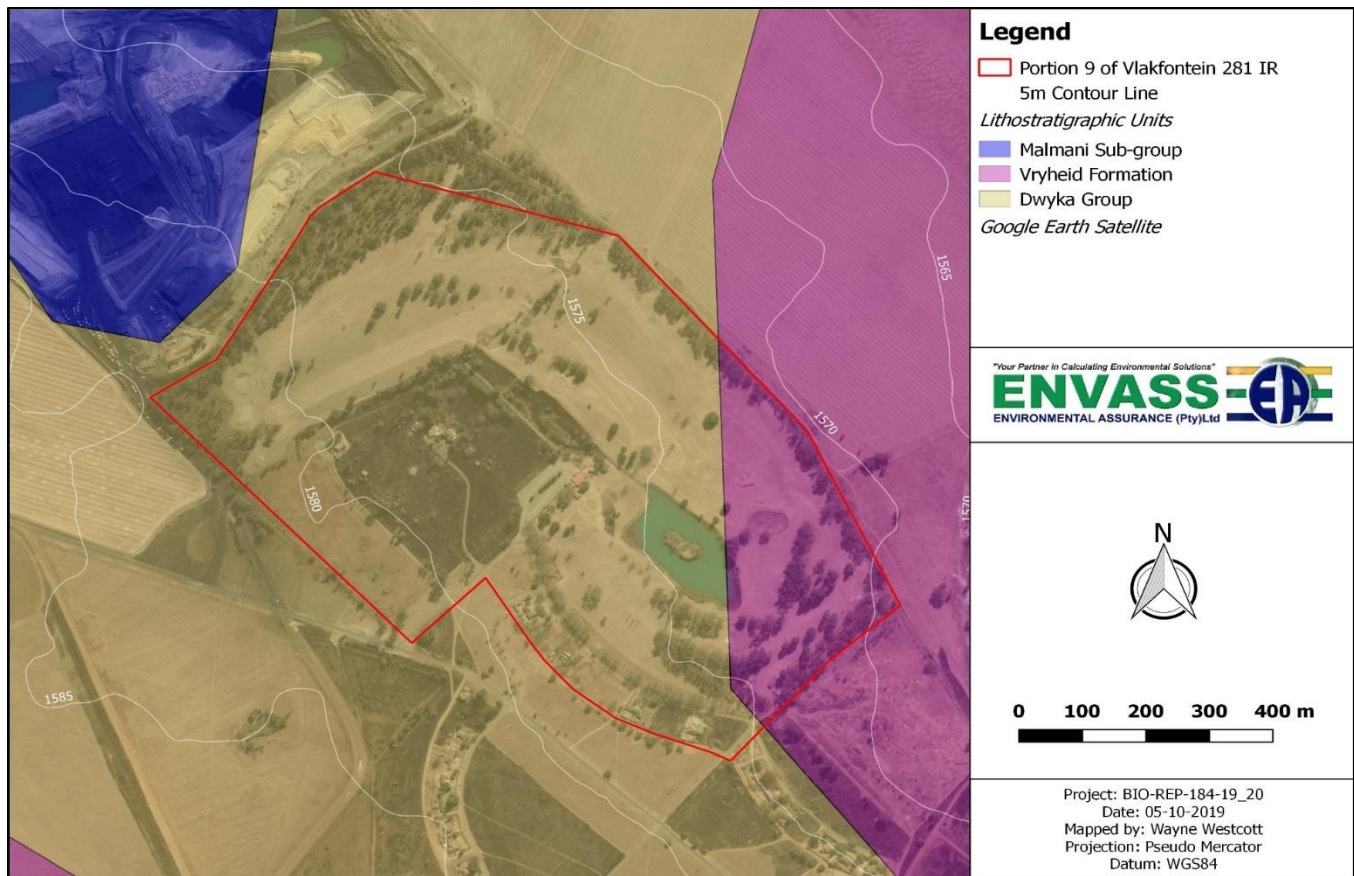 1565
1575
1570
1580
1570
1585
Legend
Portion 9 of Vlakfontein 281 IR
5m Contour Line
Lithostratigraphic Units
Malmani Sub-group
Vryheid Formation
Dwyka Group
Google Earth Satellite
"Your Partner in Calculating Environmental Solutions"
ENVASS
EA
ENVIRONMENTAL ASSURANCE (Pty)Ltd
N
0 100 200 300 400 m
Project: BIO-REP-184-19_20
Date: 05-10-2019
Mapped by: Wayne Westcott
Projection: Pseudo Mercator
Datum: WGS84